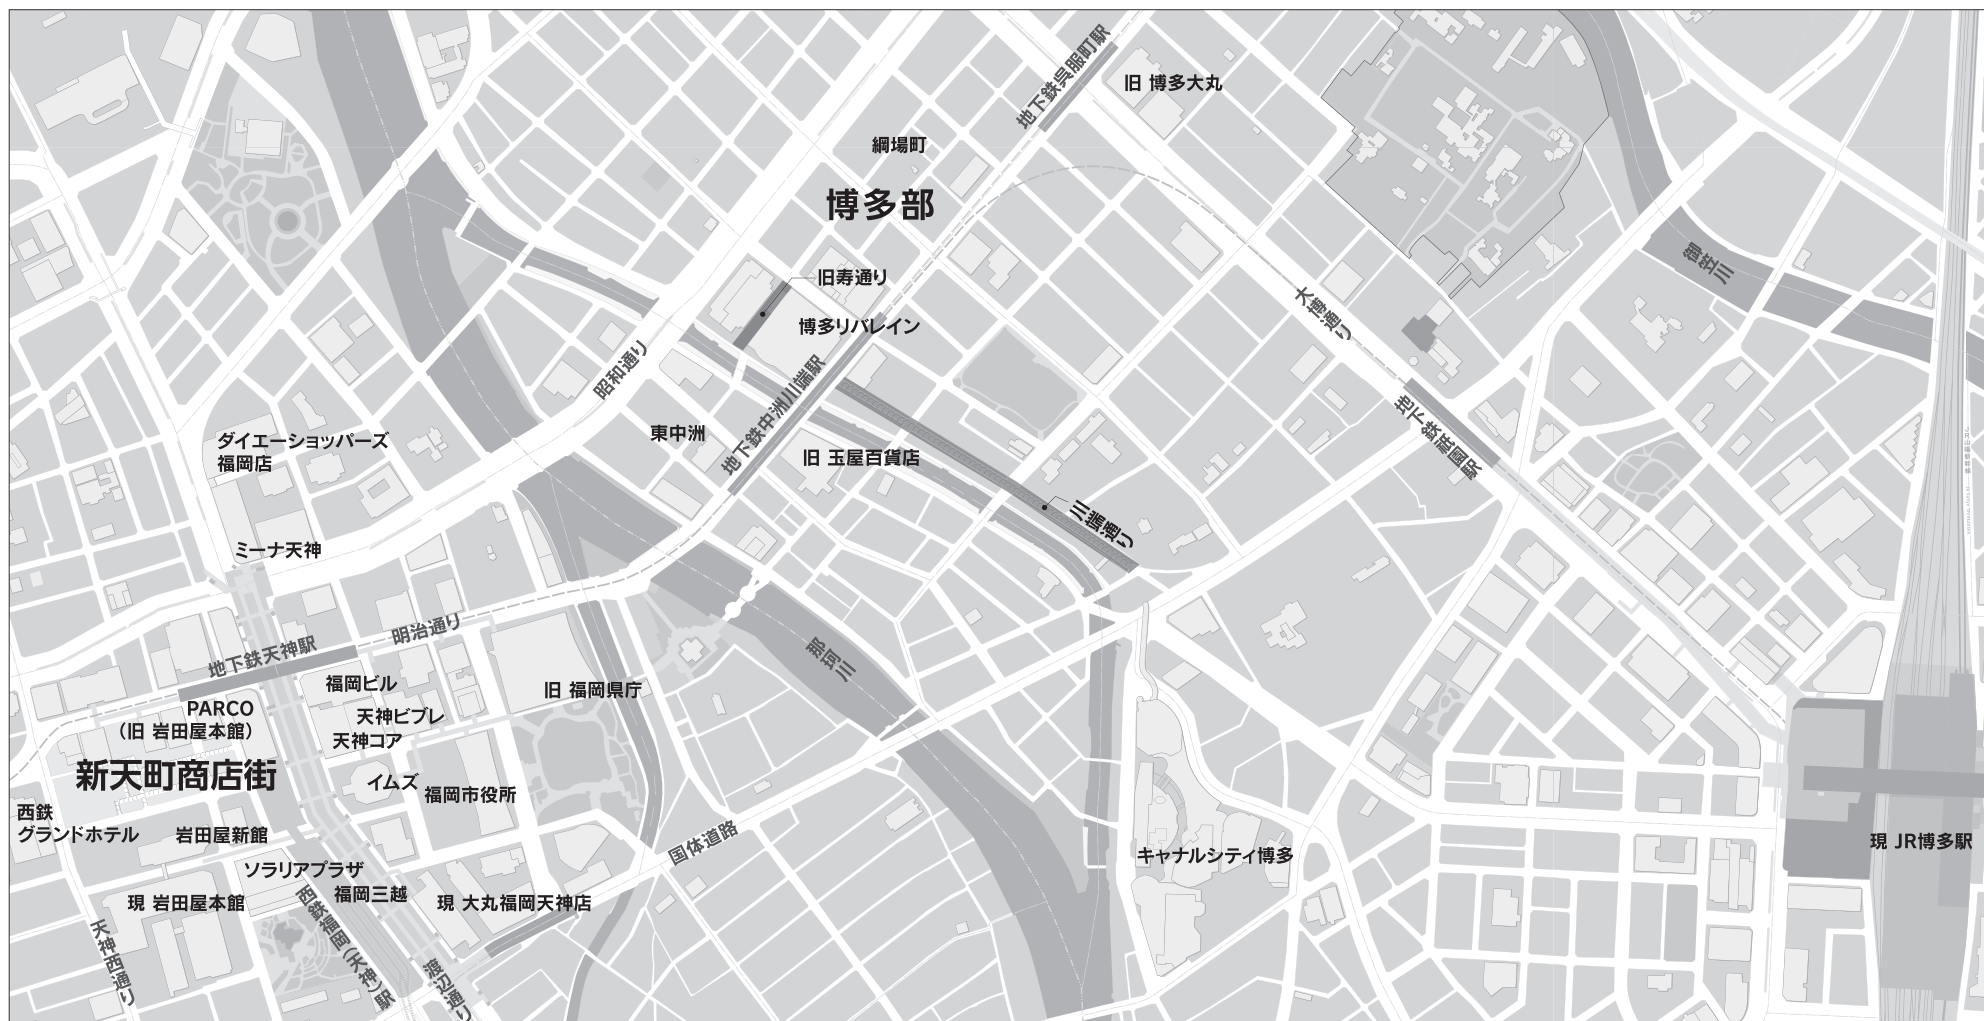 地下鉄呉服町駅
旧 博多大丸
綱場町
博多部
御笠川
旧寿通り
大博通り
博多リバレイン
昭和通り
地下鉄中洲川端駅
地下鉄祇園駅
東中洲
ダイエーショッパーズ
福岡店
旧 玉屋百貨店
川端通り
ミーナ天神
明治通り
地下鉄天神駅
那珂川
福岡ビル
旧 福岡県庁
PARCO
（旧 岩田屋本館）
天神ビブレ
天神コア
新天町商店街
イムズ
福岡市役所
西鉄
グランドホテル
岩田屋新館
国体道路
現 JR博多駅
キャナルシティ博多
ソラリアプラザ
福岡三越
現 岩田屋本館
現 大丸福岡天神店
西鉄福岡（天神）駅
天神西通り
渡辺通り